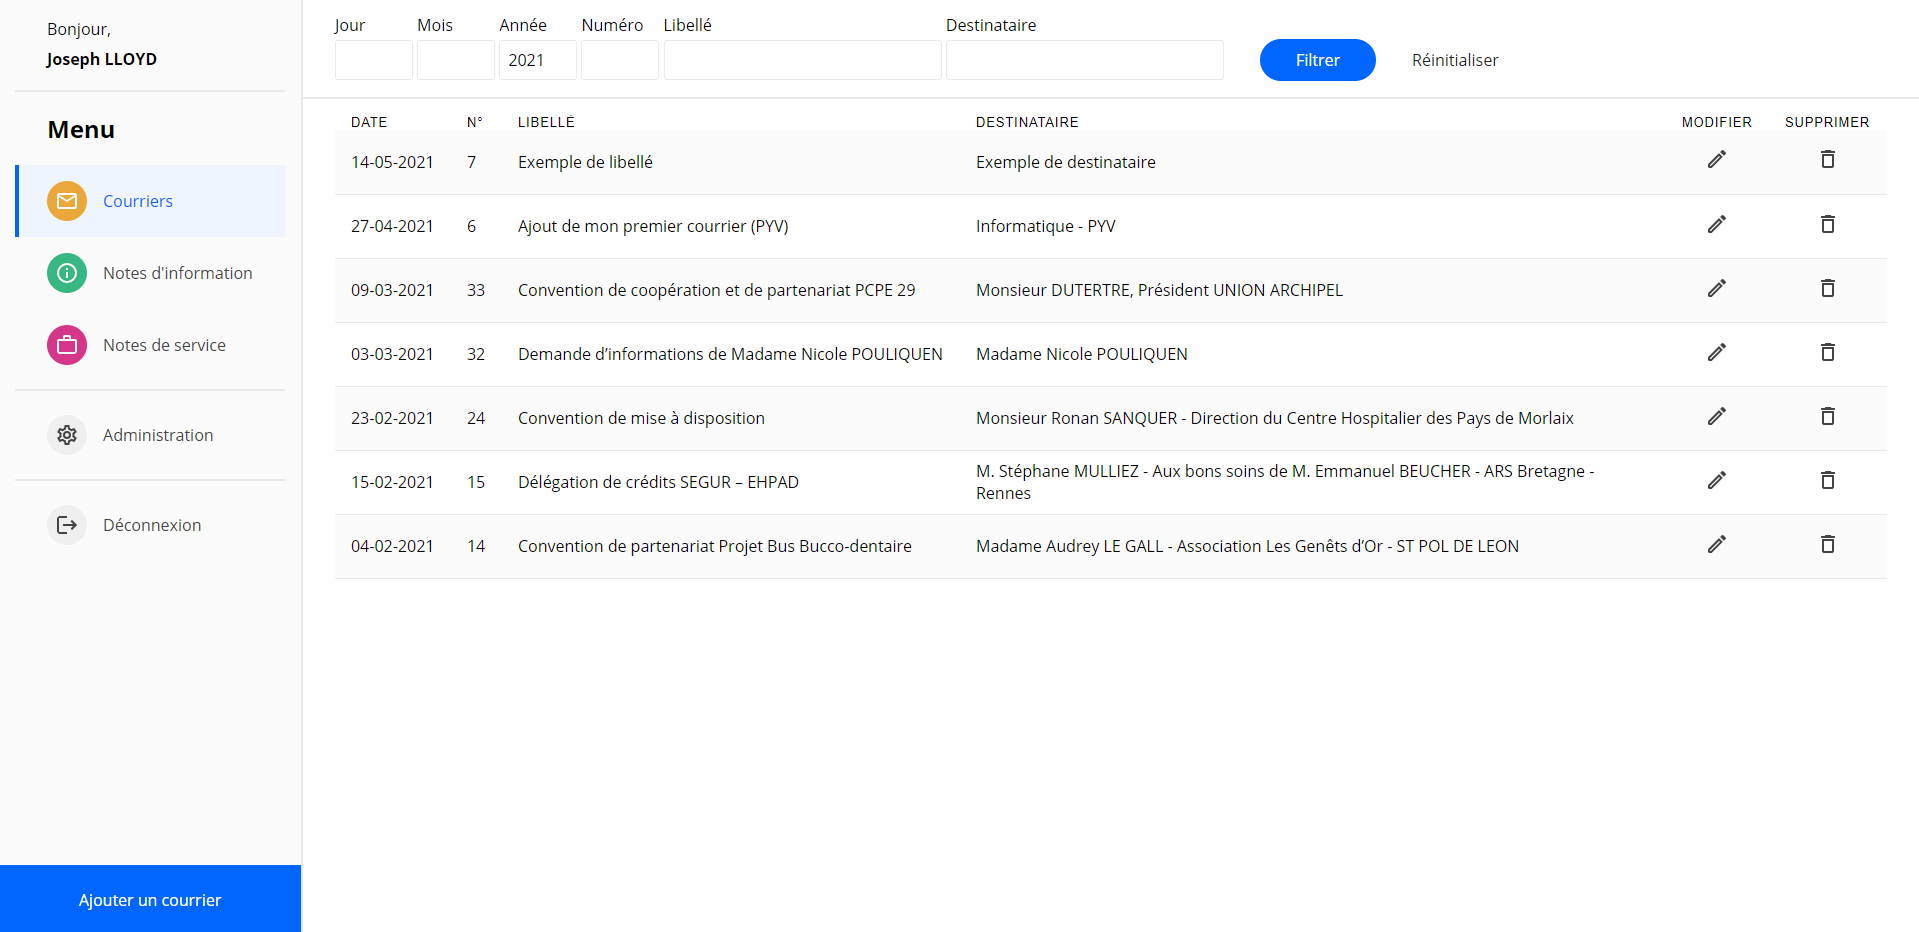 Bonjour,
Joseph LLOYD
Menu
Courriers
Notes d'information
Notes de service
Administration
Déconnexion
Ajouter un courrier
Jour Mois Année Numéro Libellé Destinataire
2021 Filtrer Réinitialiser
DATE N° LIBELLÉ DESTINATAIRE MODIFIER SUPPRIMER
14-05-2021 7 Exemple de libellé Exemple de destinataire
27-04-2021 6 Ajout de mon premier courrier (PYV) Informatique - PYV
09-03-2021 33 Convention de coopération et de partenariat PCPE 29 Monsieur DUTERTRE, Président UNION ARCHIPEL
03-03-2021 32 Demande d’informations de Madame Nicole POULIQUEN Madame Nicole POULIQUEN
23-02-2021 24 Convention de mise à disposition Monsieur Ronan SANQUER - Direction du Centre Hospitalier des Pays de Morlaix
15-02-2021 15 Délégation de crédits SEGUR – EHPAD M. Stéphane MULLIEZ - Aux bons soins de M. Emmanuel BEUCHER - ARS Bretagne -
Rennes
04-02-2021 14 Convention de partenariat Projet Bus Bucco-dentaire Madame Audrey LE GALL - Association Les Genêts d’Or - ST POL DE LEON